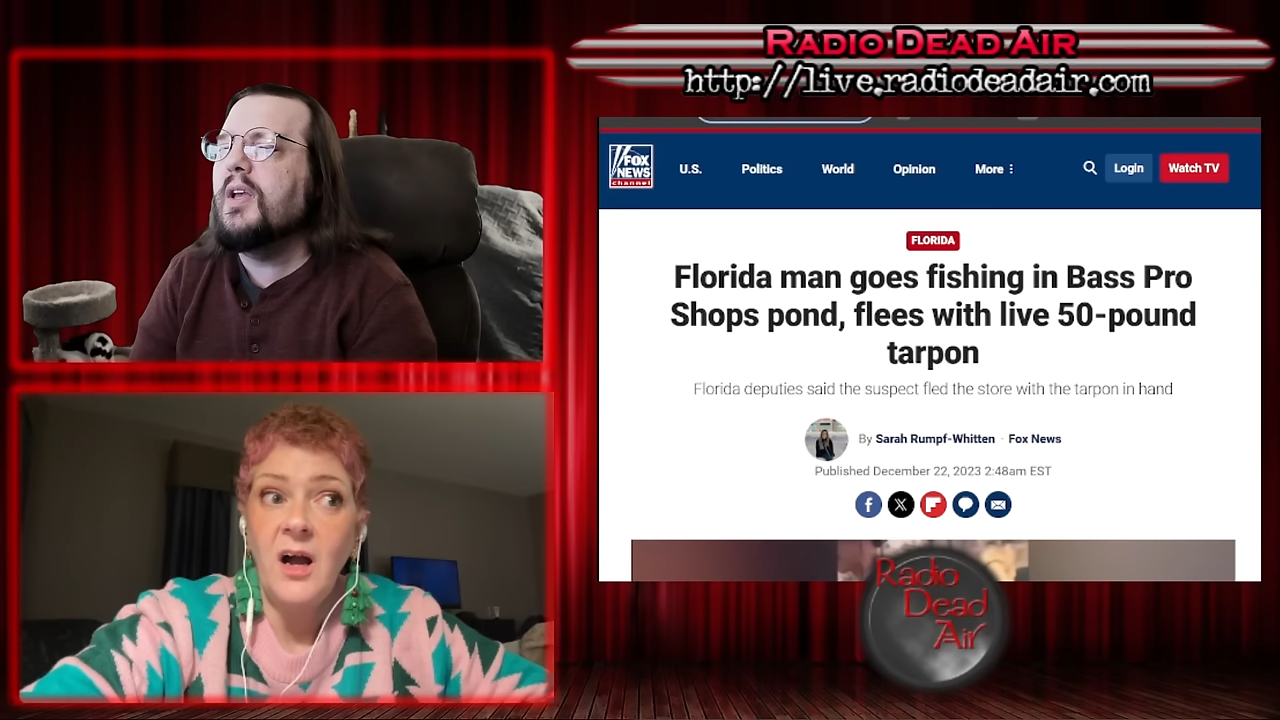 Radio Dead Air
http://live.radiodeadair.com
FOX
NEWS
channel
U.S.
Politics
World
Opinion
More
Login
Watch TV
FLORIDA
Florida man goes fishing in Bass Pro
Shops pond, flees with live 50-pound
tarpon
Florida deputies said the suspect fled the store with the tarpon in hand
By Sarah Rumpf-Whitten · Fox News
Published December 22, 2023 2:48am EST
Radio
Dead
Air